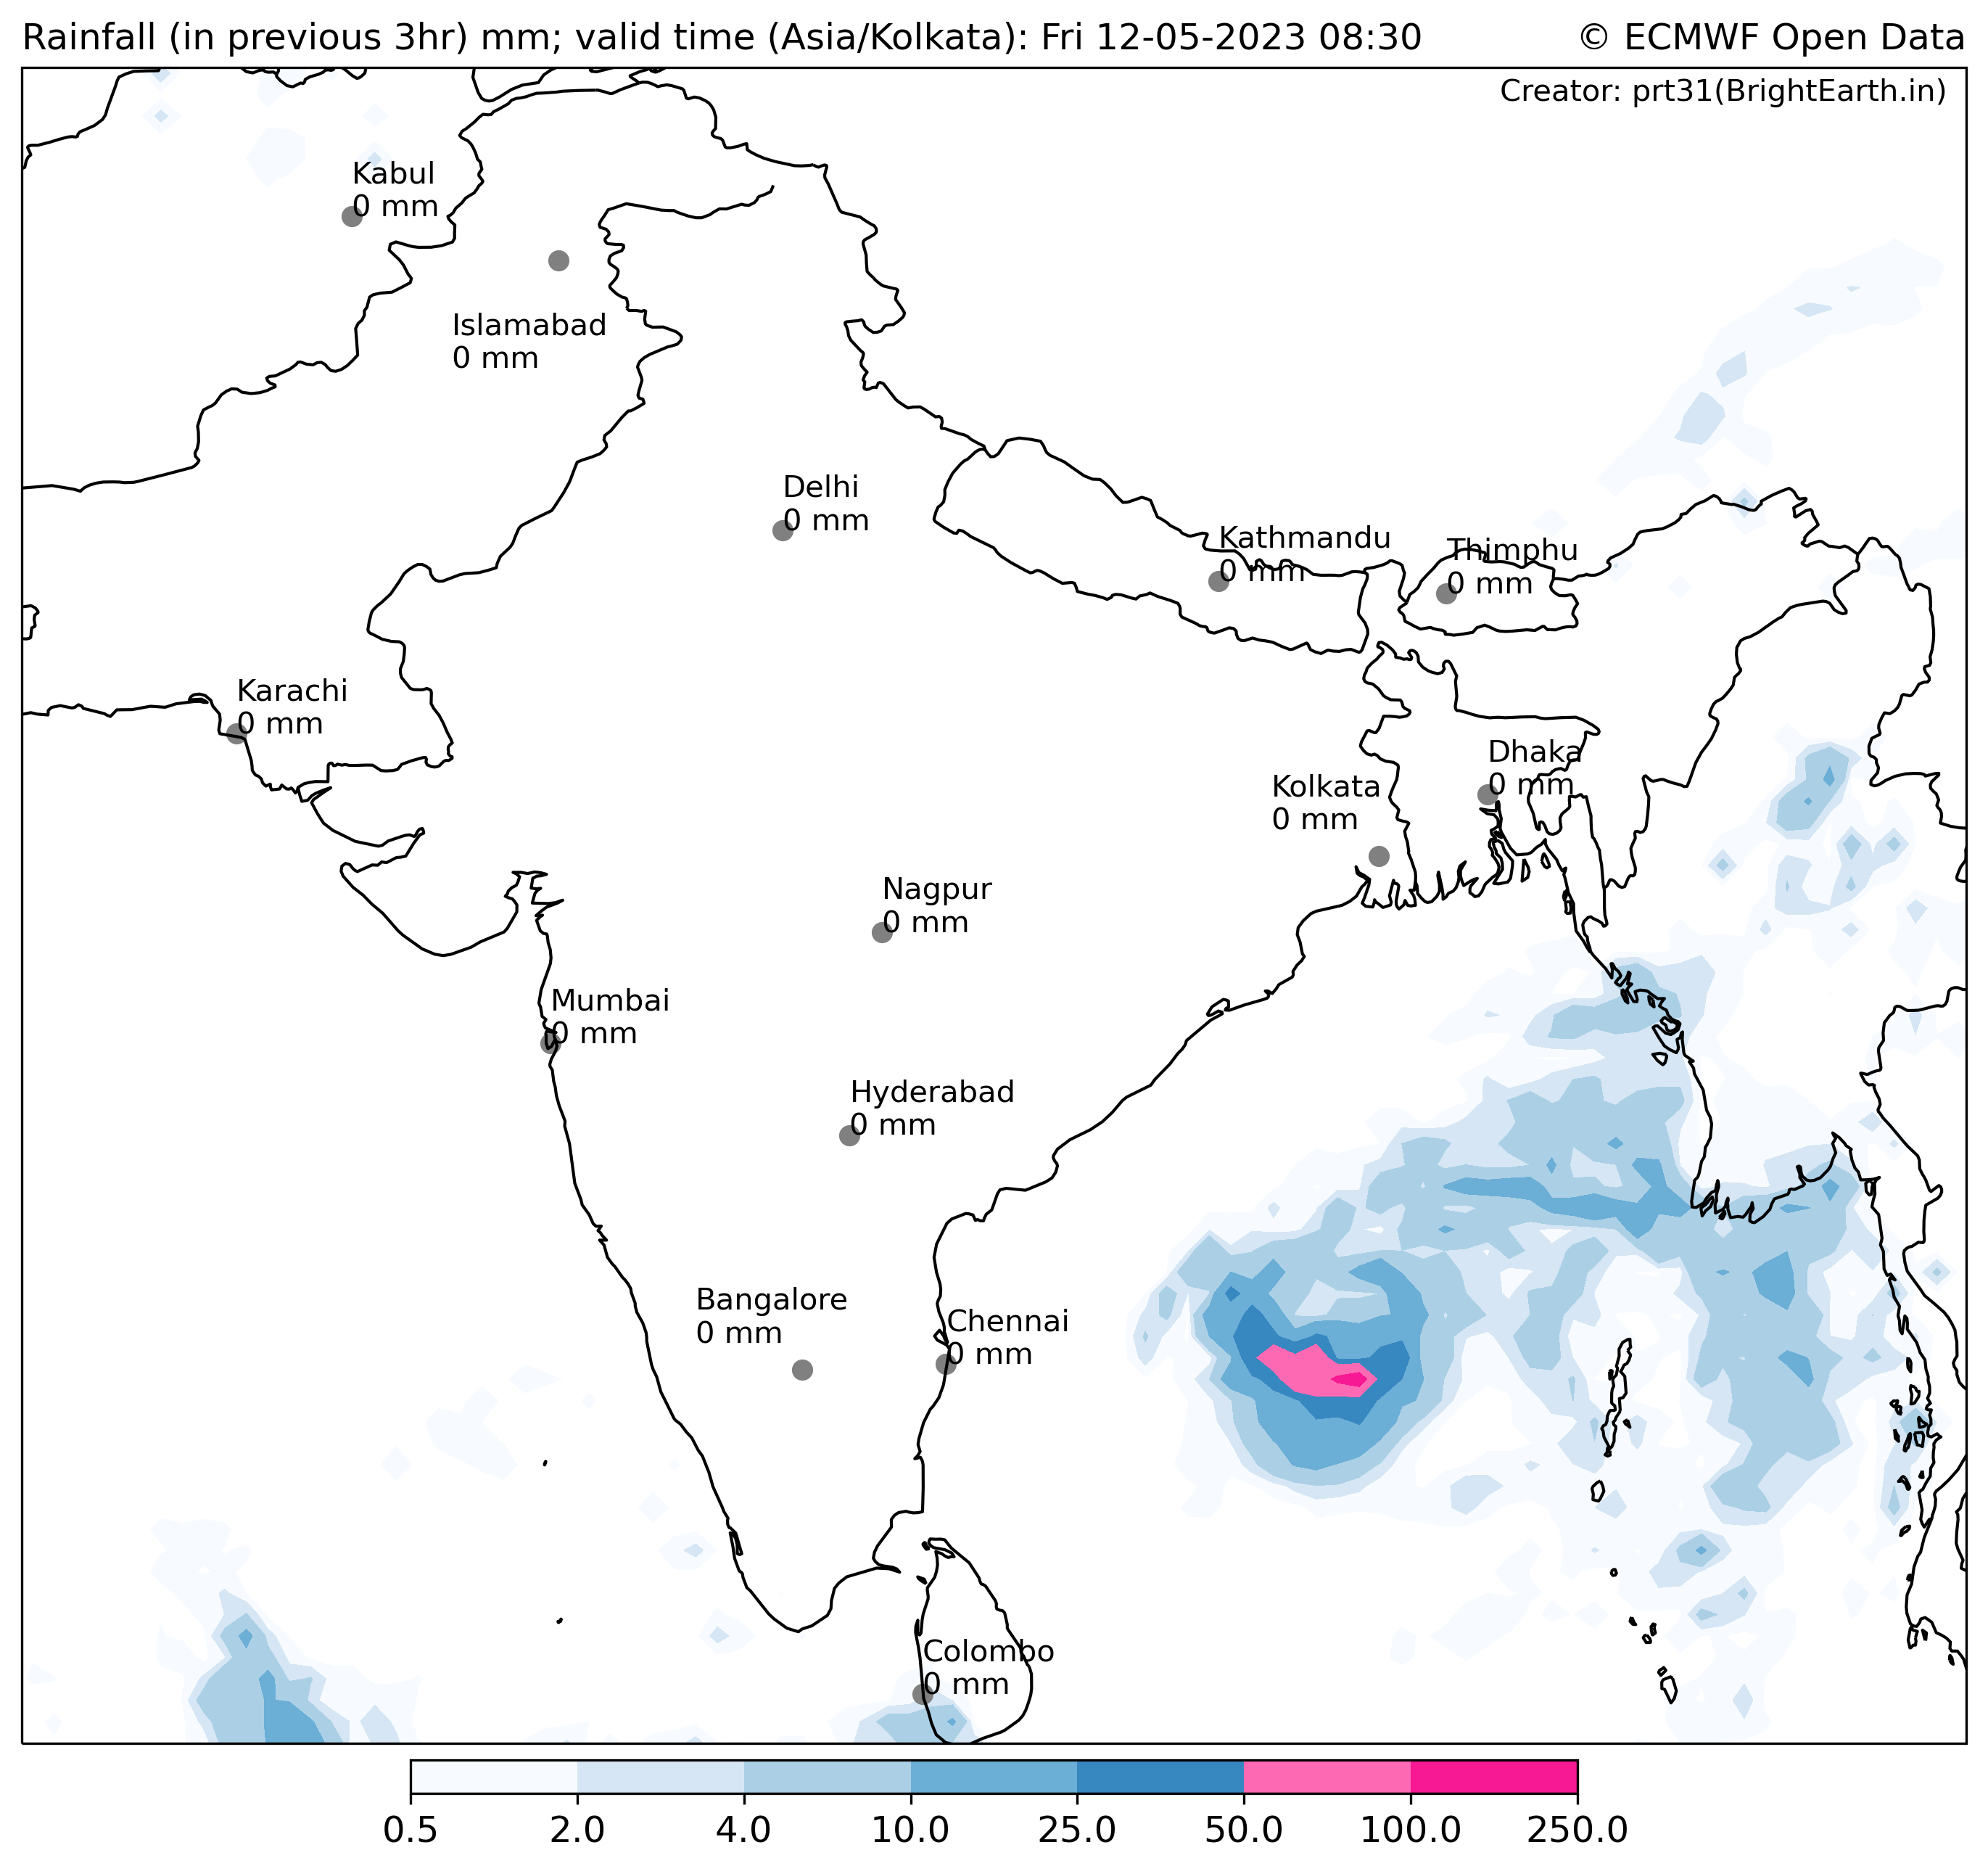 Rainfall (in previous 3hr) mm; valid time (Asia/Kolkata): Fri 12-05-2023 08:30
© ECMWF Open Data
Creator: prt31(BrightEarth.in)
Kabul
0 mm
Islamabad
0 mm
Delhi
0 mm
Kathmandu
0 mm
Thimphu
0 mm
Karachi
0 mm
Dhaka
0 mm
Kolkata
0 mm
Nagpur
0 mm
Mumbai
0 mm
Hyderabad
0 mm
Bangalore
0 mm
Chennai
0 mm
Colombo
0 mm
0.5 2.0 4.0 10.0 25.0 50.0 100.0 250.0